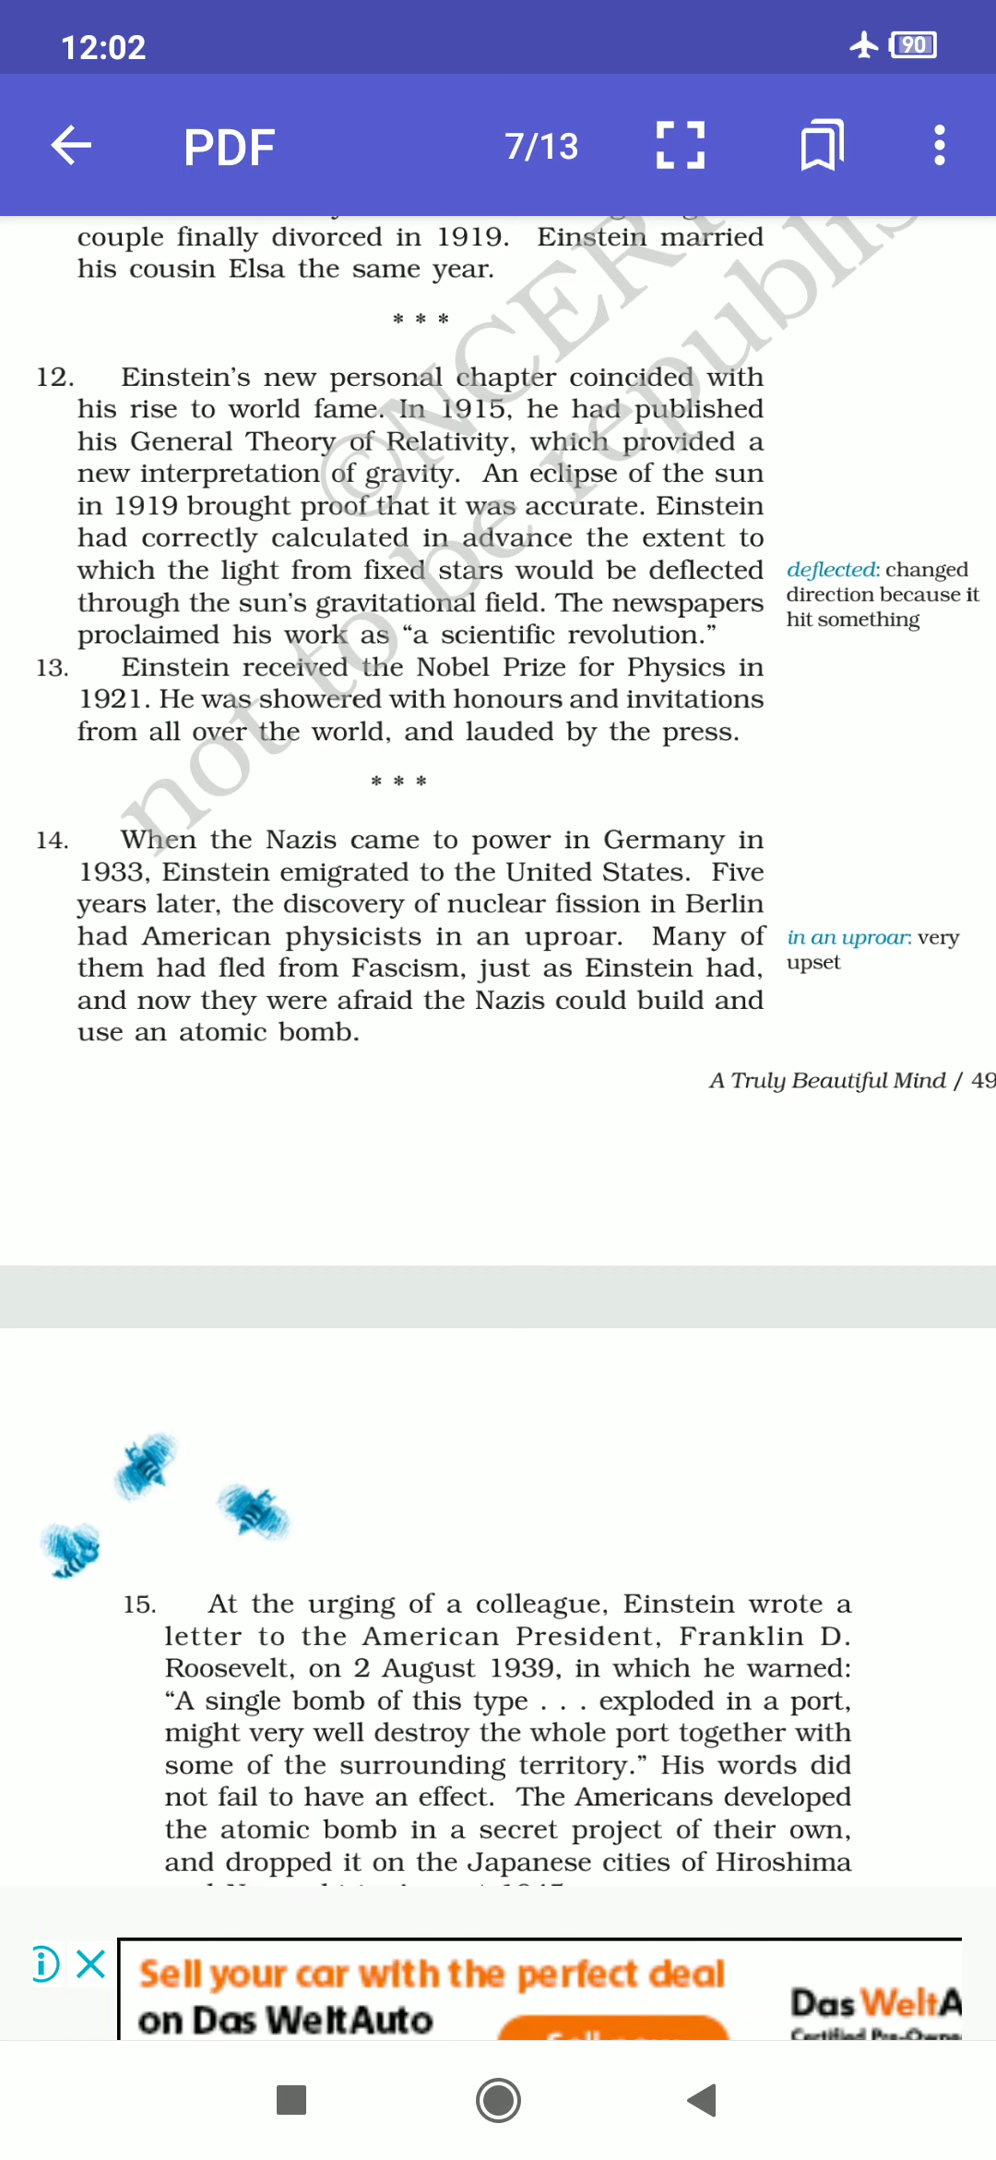 12:02
90
PDF
7/13
couple finally divorced in 1919. Einstein married
his cousin Elsa the same year.
* * *
12. Einstein's new personal chapter coincided with
his rise to world fame. In 1915, he had published
his General Theory of Relativity, which provided a
new interpretation of gravity. An eclipse of the sun
in 1919 brought proof that it was accurate. Einstein
had correctly calculated in advance the extent to
which the light from fixed stars would be deflected
through the sun's gravitational field. The newspapers
proclaimed his work as “a scientific revolution.”
deflected: changed
direction because it
hit something
13. Einstein received the Nobel Prize for Physics in
1921. He was showered with honours and invitations
from all over the world, and lauded by the press.
* * *
14. When the Nazis came to power in Germany in
1933, Einstein emigrated to the United States. Five
years later, the discovery of nuclear fission in Berlin
had American physicists in an uproar. Many of
them had fled from Fascism, just as Einstein had,
and now they were afraid the Nazis could build and
use an atomic bomb.
in an uproar: very
upset
A Truly Beautiful Mind / 49
©NCERT
not to be republis
15. At the urging of a colleague, Einstein wrote a
letter to the American President, Franklin D.
Roosevelt, on 2 August 1939, in which he warned:
“A single bomb of this type . . . exploded in a port,
might very well destroy the whole port together with
some of the surrounding territory.” His words did
not fail to have an effect. The Americans developed
the atomic bomb in a secret project of their own,
and dropped it on the Japanese cities of Hiroshima
Sell your car with the perfect deal
on Das WeltAuto
Das WeltA